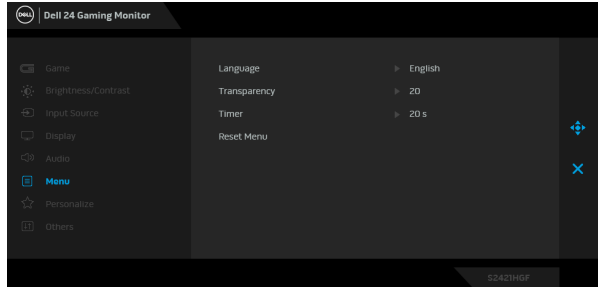 DELL Dell 24 Gaming Monitor
Game
Language English
Brightness/Contrast
Transparency 20
Input Source
Timer 20 s
Display
Reset Menu
Audio
Menu
Personalize
Others
S2421HGF